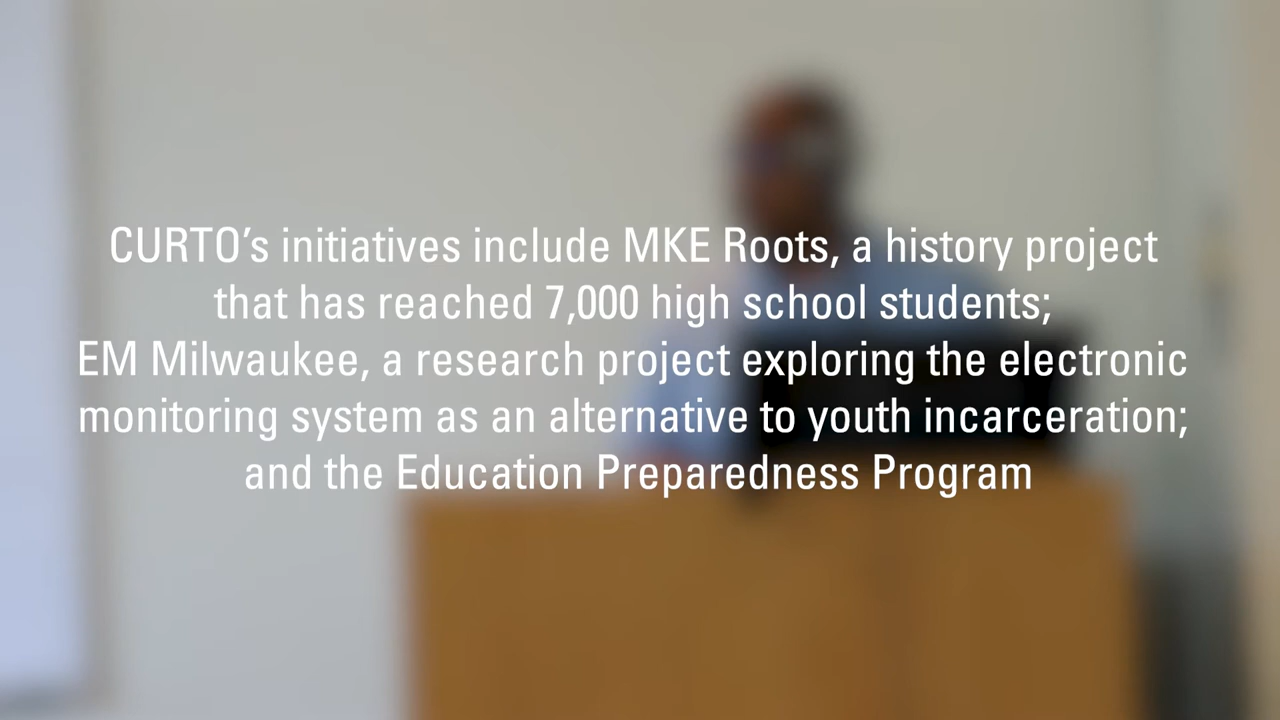 CURTO’s initiatives include MKE Roots, a history project
that has reached 7,000 high school students;
EM Milwaukee, a research project exploring the electronic
monitoring system as an alternative to youth incarceration;
and the Education Preparedness Program